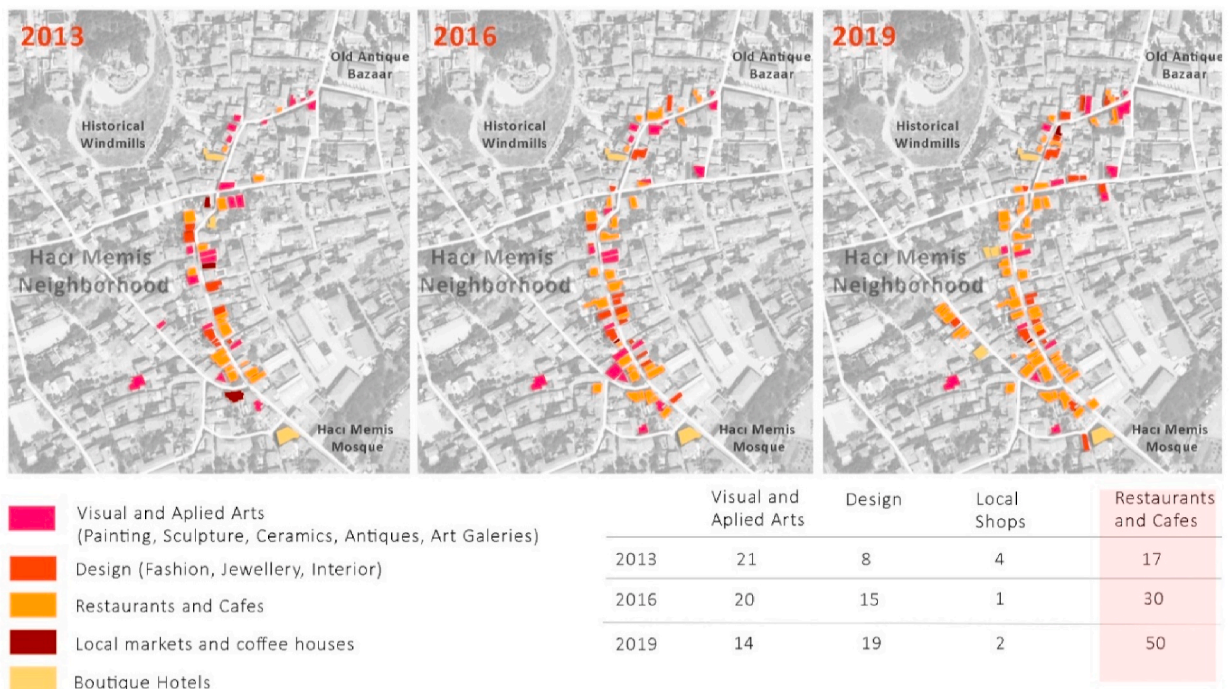 2013
Old Antique
Bazaar
Historical
Windmills
Hacı Memis
Neighborhood
Hacı Memis
Mosque
2016
Old Antique
Bazaar
Historical
Windmills
Hacı Memis
Neighborhood
Hacı Memis
Mosque
2019
Old Antique
Bazaar
Historical
Windmills
Hacı Memis
Neighborhood
Hacı Memis
Mosque
Visual and Aplied Arts
(Painting, Sculpture, Ceramics, Antiques, Art Galeries)
Design (Fashion, Jewellery, Interior)
Restaurants and Cafes
Local markets and coffee houses
Boutique Hotels
Visual and Aplied Arts Design Local Shops Restaurants and Cafes
2013 21 8 4 17
2016 20 15 1 30
2019 14 19 2 50